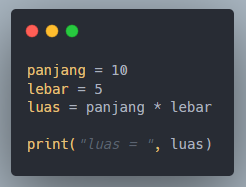 panjang = 10
lebar = 5
luas = panjang * lebar
print("luas = ", luas)